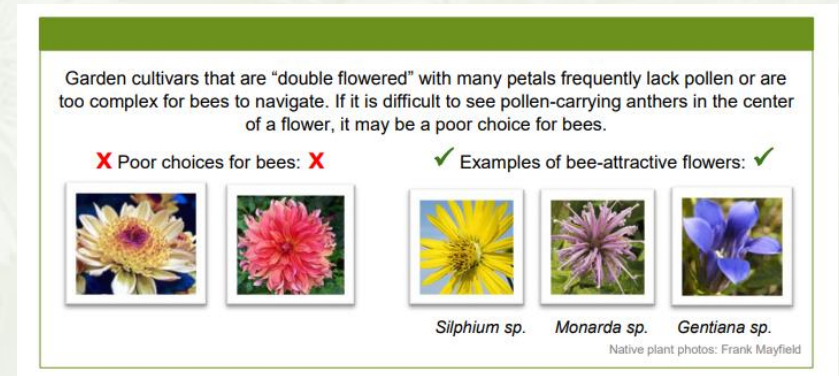 Garden cultivars that are “double flowered” with many petals frequently lack pollen or are
too complex for bees to navigate. If it is difficult to see pollen-carrying anthers in the center
of a flower, it may be a poor choice for bees.
X Poor choices for bees: X
✓ Examples of bee-attractive flowers: ✓
Silphium sp. Monarda sp. Gentiana sp.
Native plant photos: Frank Mayfield